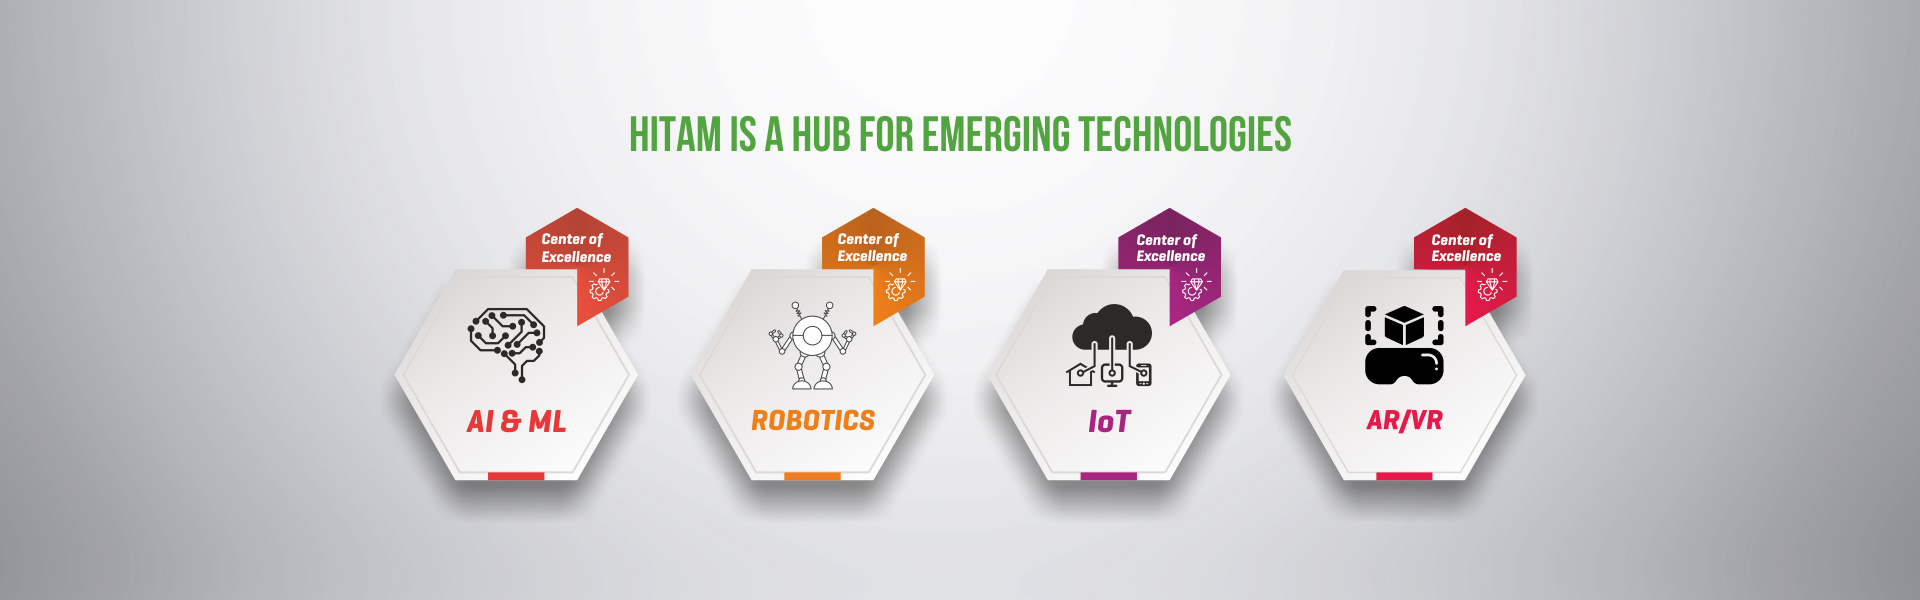 HITAM IS A HUB FOR EMERGING TECHNOLOGIES
Center of
Excellence
AI & ML
Center of
Excellence
ROBOTICS
Center of
Excellence
IoT
Center of
Excellence
AR/VR